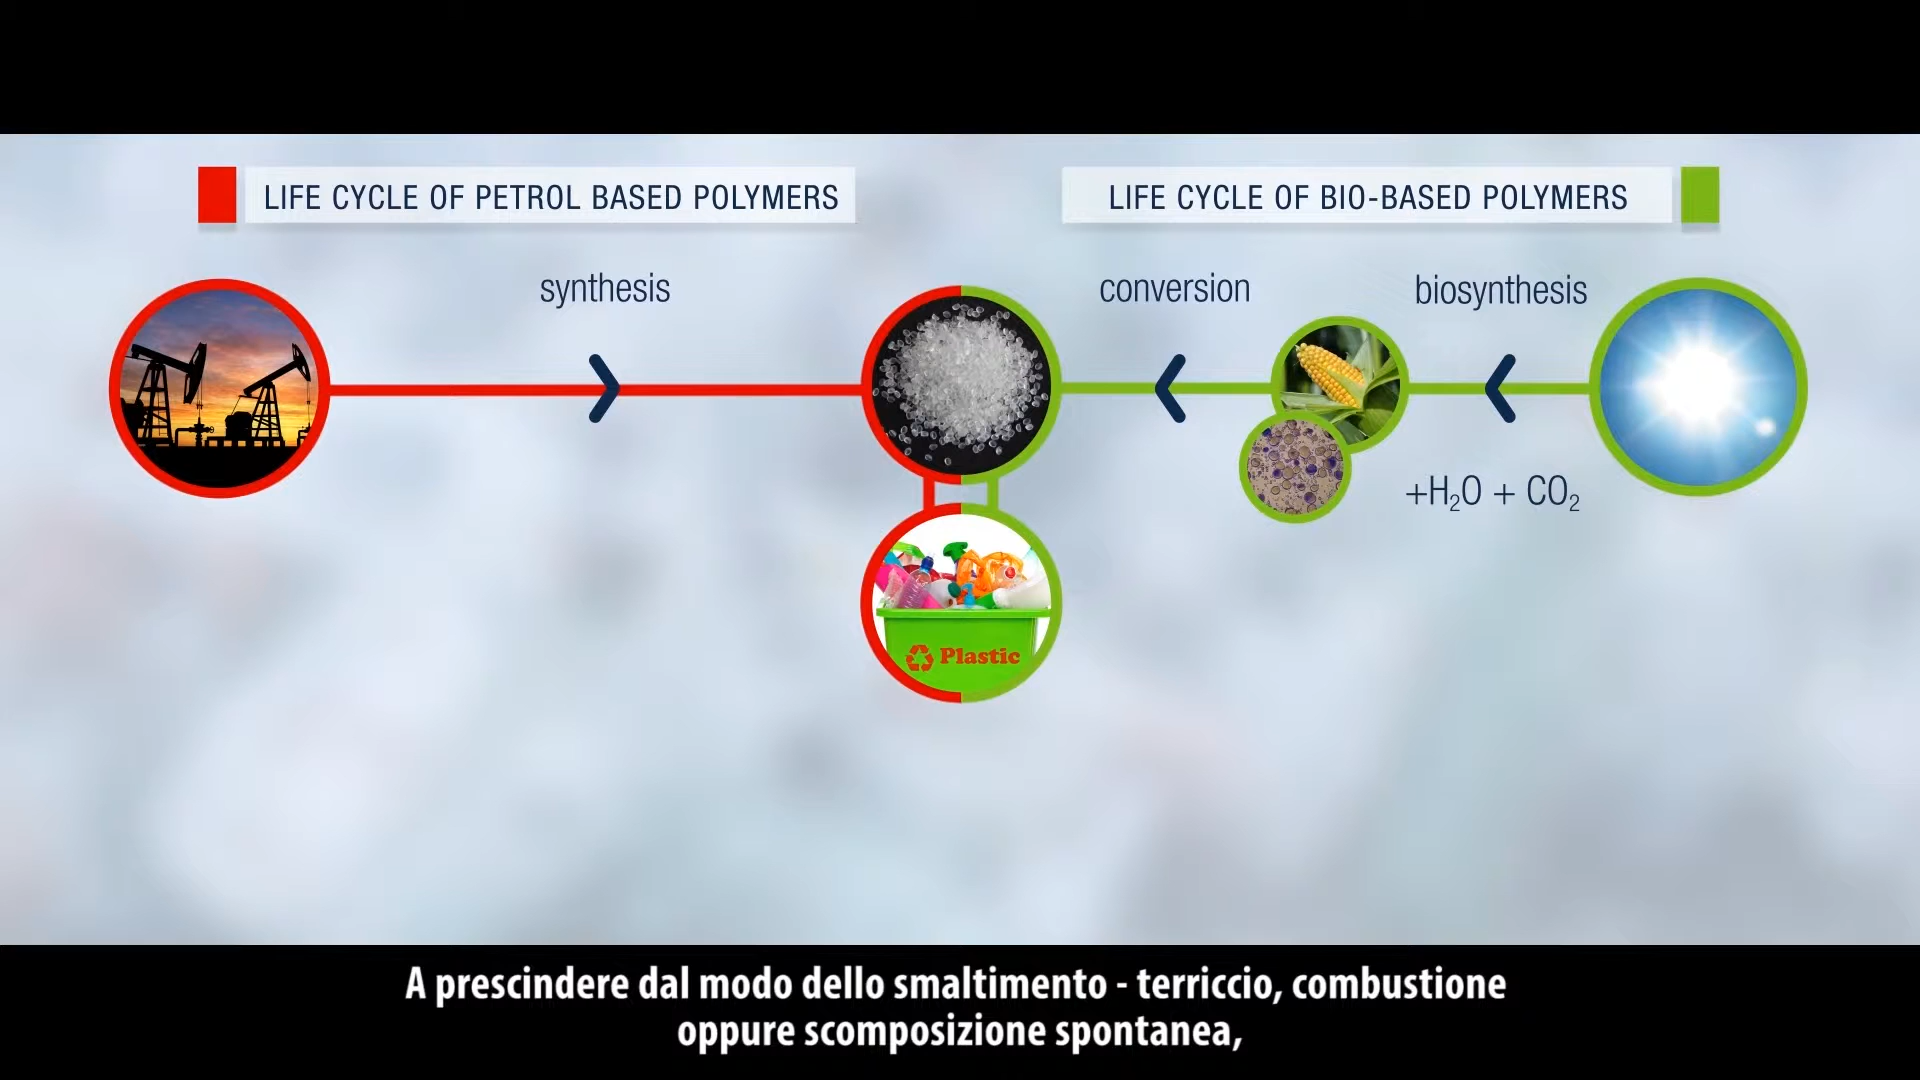 LIFE CYCLE OF PETROL BASED POLYMERS
LIFE CYCLE OF BIO-BASED POLYMERS
synthesis
conversion
biosynthesis
+H₂O + CO₂
Plastic
A prescindere dal modo dello smaltimento - terriccio, combustione
oppure scomposizione spontanea,